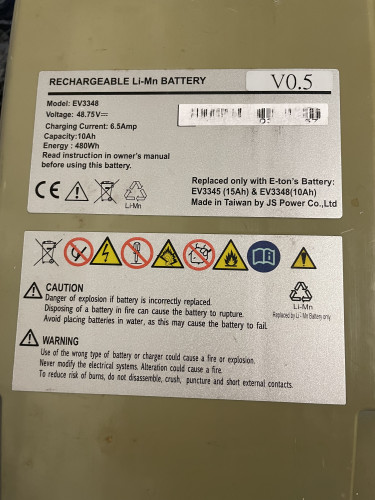 RECHARGEABLE Li-Mn BATTERY
V0.5
Model: EV3348
Voltage: 48.75V
Charging Current: 6.5Amp
Capacity:10Ah
Energy : 480Wh
Read instruction in owner's manual
before using this battery.
CE
Li-Mn
Replaced only with E-ton's Battery:
EV3345 (15Ah) & EV3348(10Ah)
Made in Taiwan by JS Power Co.,Ltd
CAUTION
Danger of explosion if battery is incorrectly replaced.
Disposing of a battery in fire can cause the battery to rupture.
Avoid placing batteries in water, as this may cause the battery to fail.
Li-Mn
Replaced by Li - Mn Battery only
WARNING
Use of the wrong type of battery or charger could cause a fire or explosion.
Never modify the electrical systems. Alteration could cause a fire.
To reduce risk of burns, do not disassemble, crush, puncture and short external contacts.